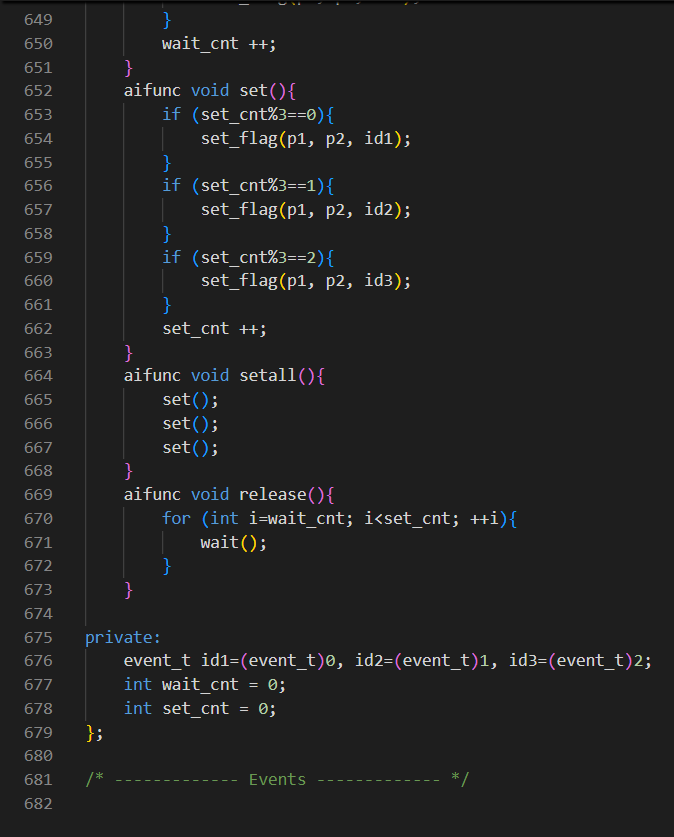 649 }
650 wait_cnt ++;
651 }
652 aifunc void set(){
653 if (set_cnt%3==0){
654 set_flag(p1, p2, id1);
655 }
656 if (set_cnt%3==1){
657 set_flag(p1, p2, id2);
658 }
659 if (set_cnt%3==2){
660 set_flag(p1, p2, id3);
661 }
662 set_cnt ++;
663 }
664 aifunc void setall(){
665 set();
666 set();
667 set();
668 }
669 aifunc void release(){
670 for (int i=wait_cnt; i<set_cnt; ++i){
671 wait();
672 }
673 }
674
675 private:
676 event_t id1=(event_t)0, id2=(event_t)1, id3=(event_t)2;
677 int wait_cnt = 0;
678 int set_cnt = 0;
679 };
680
681 /* ------------- Events ------------- */
682